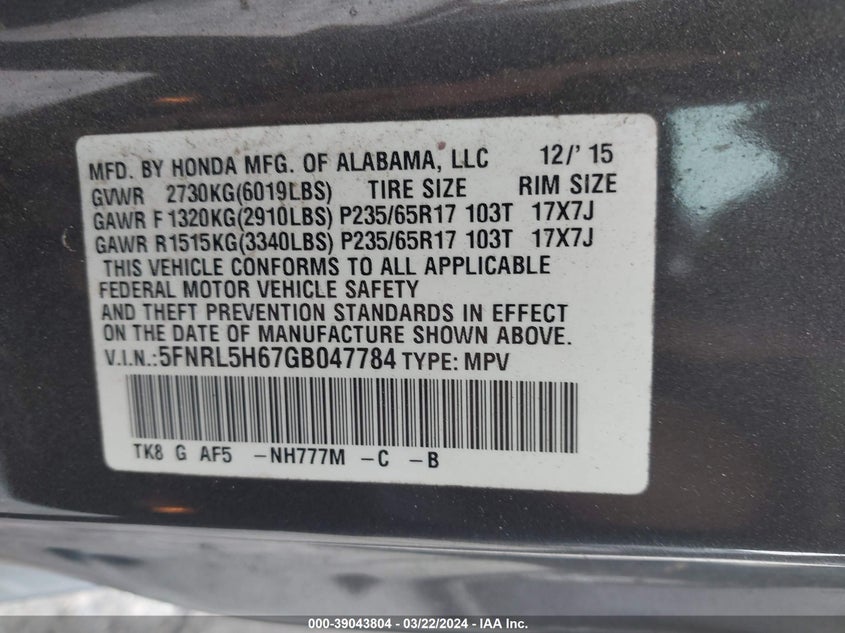 MFD. BY HONDA MFG. OF ALABAMA, LLC 12/' 15
GVWR 2730KG(6019LBS) TIRE SIZE RIM SIZE
GAWR F1320KG(2910LBS) P235/65R17 103T 17X7J
GAWR R1515KG(3340LBS) P235/65R17 103T 17X7J
THIS VEHICLE CONFORMS TO ALL APPLICABLE
FEDERAL MOTOR VEHICLE SAFETY
AND THEFT PREVENTION STANDARDS IN EFFECT
ON THE DATE OF MANUFACTURE SHOWN ABOVE.
V.I.N.:5FNRL5H67GB047784 TYPE: MPV
TK8 G AF5 -NH777M -C -B
000-39043804 | 03/22/2024 - IAA Inc.